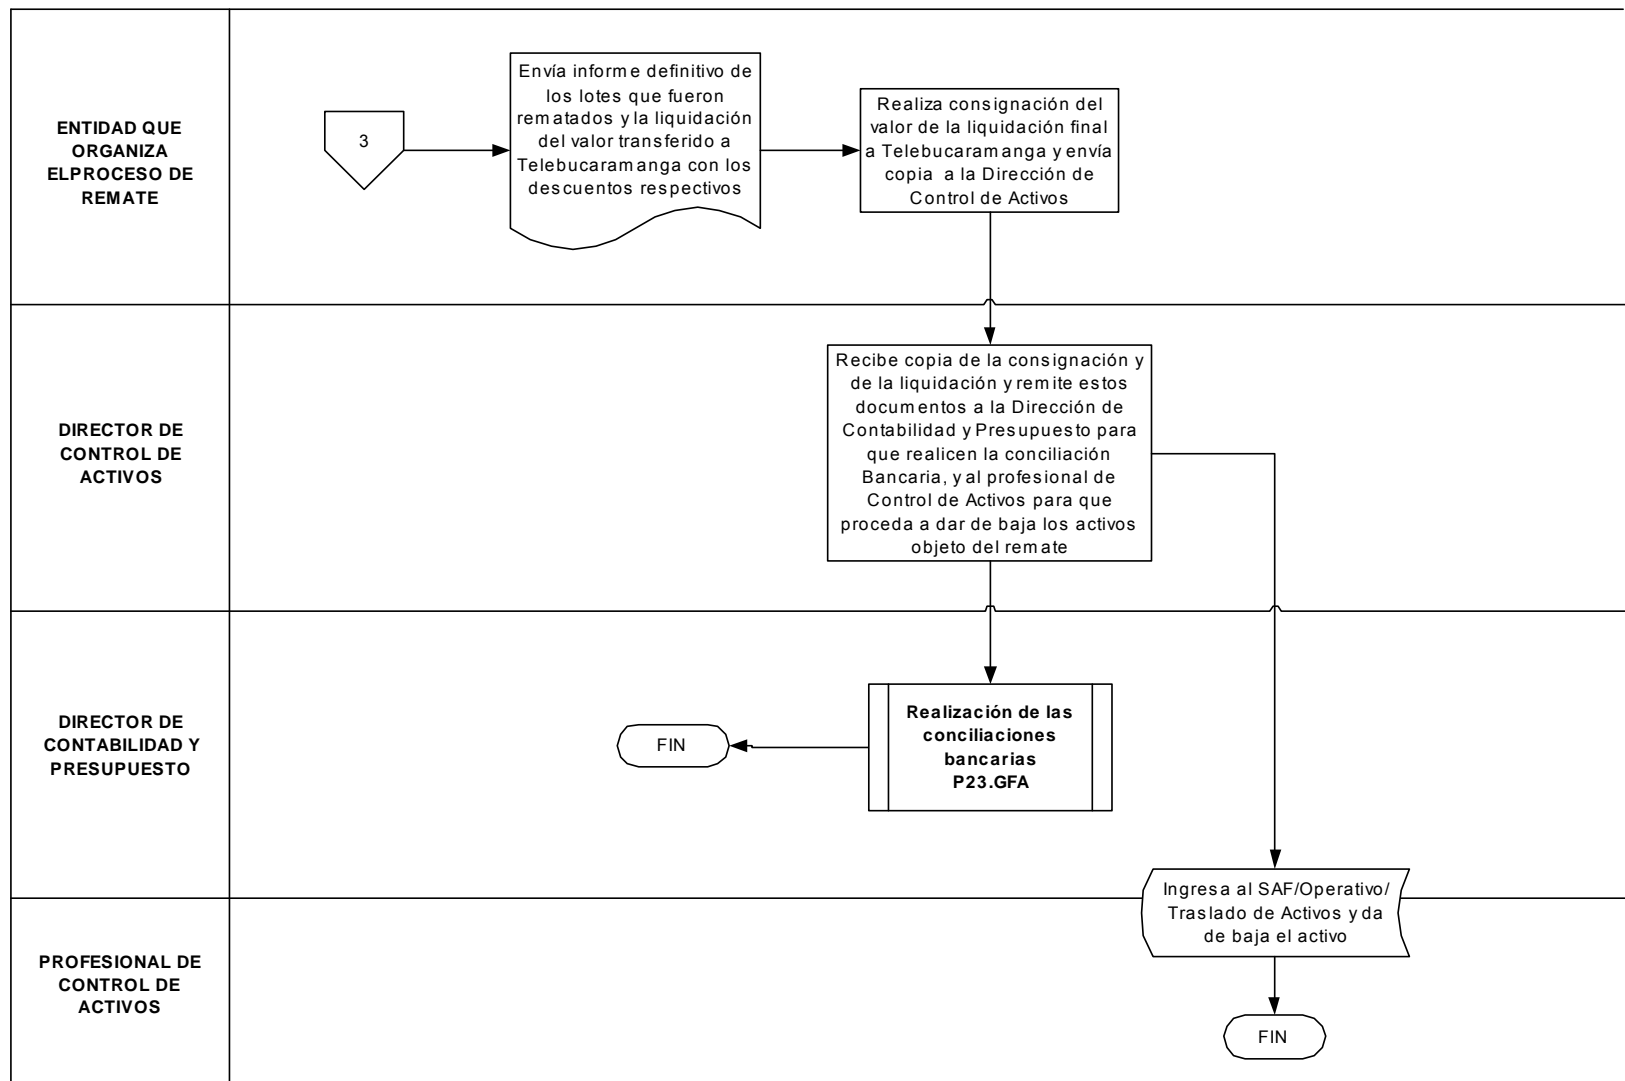 ENTIDAD QUE
ORGANIZA
ELPROCESO DE
REMATE
3
Envía informe definitivo de
los lotes que fueron
rematados y la liquidación
del valor transferido a
Telebucaramanga con los
descuentos respectivos
Realiza consignación del
valor de la liquidación final
a Telebucaramanga y envía
copia a la Dirección de
Control de Activos
DIRECTOR DE
CONTROL DE
ACTIVOS
Recibe copia de la consignación y
de la liquidación y remite estos
documentos a la Dirección de
Contabilidad y Presupuesto para
que realicen la conciliación
Bancaria, y al profesional de
Control de Activos para que
proceda a dar de baja los activos
objeto del remate
DIRECTOR DE
CONTABILIDAD Y
PRESUPUESTO
FIN
Realización de las
conciliaciones
bancarias
P23.GFA
PROFESIONAL DE
CONTROL DE
ACTIVOS
Ingresa al SAF/Operativo/
Traslado de Activos y da
de baja el activo
FIN